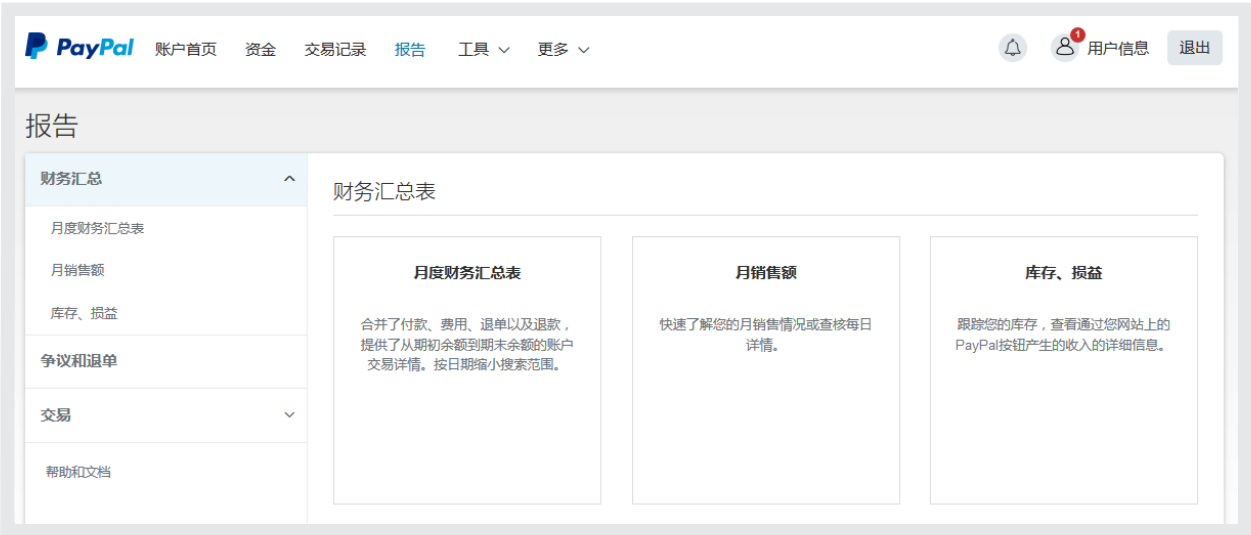 PayPal 账户首页 资金 交易记录 报告 工具 更多 1 用户信息 退出
报告
财务汇总
月度财务汇总表
月销售额
库存、损益
争议和退单
交易
帮助和文档
财务汇总表
月度财务汇总表
合并了付款、费用、退单以及退款，
提供了从期初余额到期末余额的账户
交易详情。按日期缩小搜索范围。
月销售额
快速了解您的月销售情况或查核每日
详情。
库存、损益
跟踪您的库存，查看通过您网站上的
PayPal按钮产生的收入的详细信息。